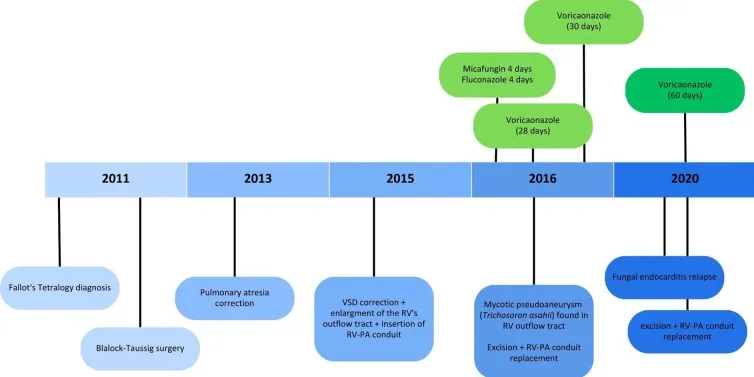 Voricaonazole
(30 days)
Micafungin 4 days
Fluconazole 4 days
Voricaonazole
(60 days)
Voricaonazole
(28 days)
2011
2013
2015
2016
2020
Fallot's Tetralogy diagnosis
Blalock-Taussig surgery
Pulmonary atresia
correction
VSD correction +
enlargment of the RV's
outflow tract + insertion of
RV-PA conduit
Mycotic pseudoaneurysm
(Trichosoran asahii) found in
RV outflow tract
Excision + RV-PA conduit
replacement
Fungal endocarditis relapse
excision + RV-PA conduit
replacement